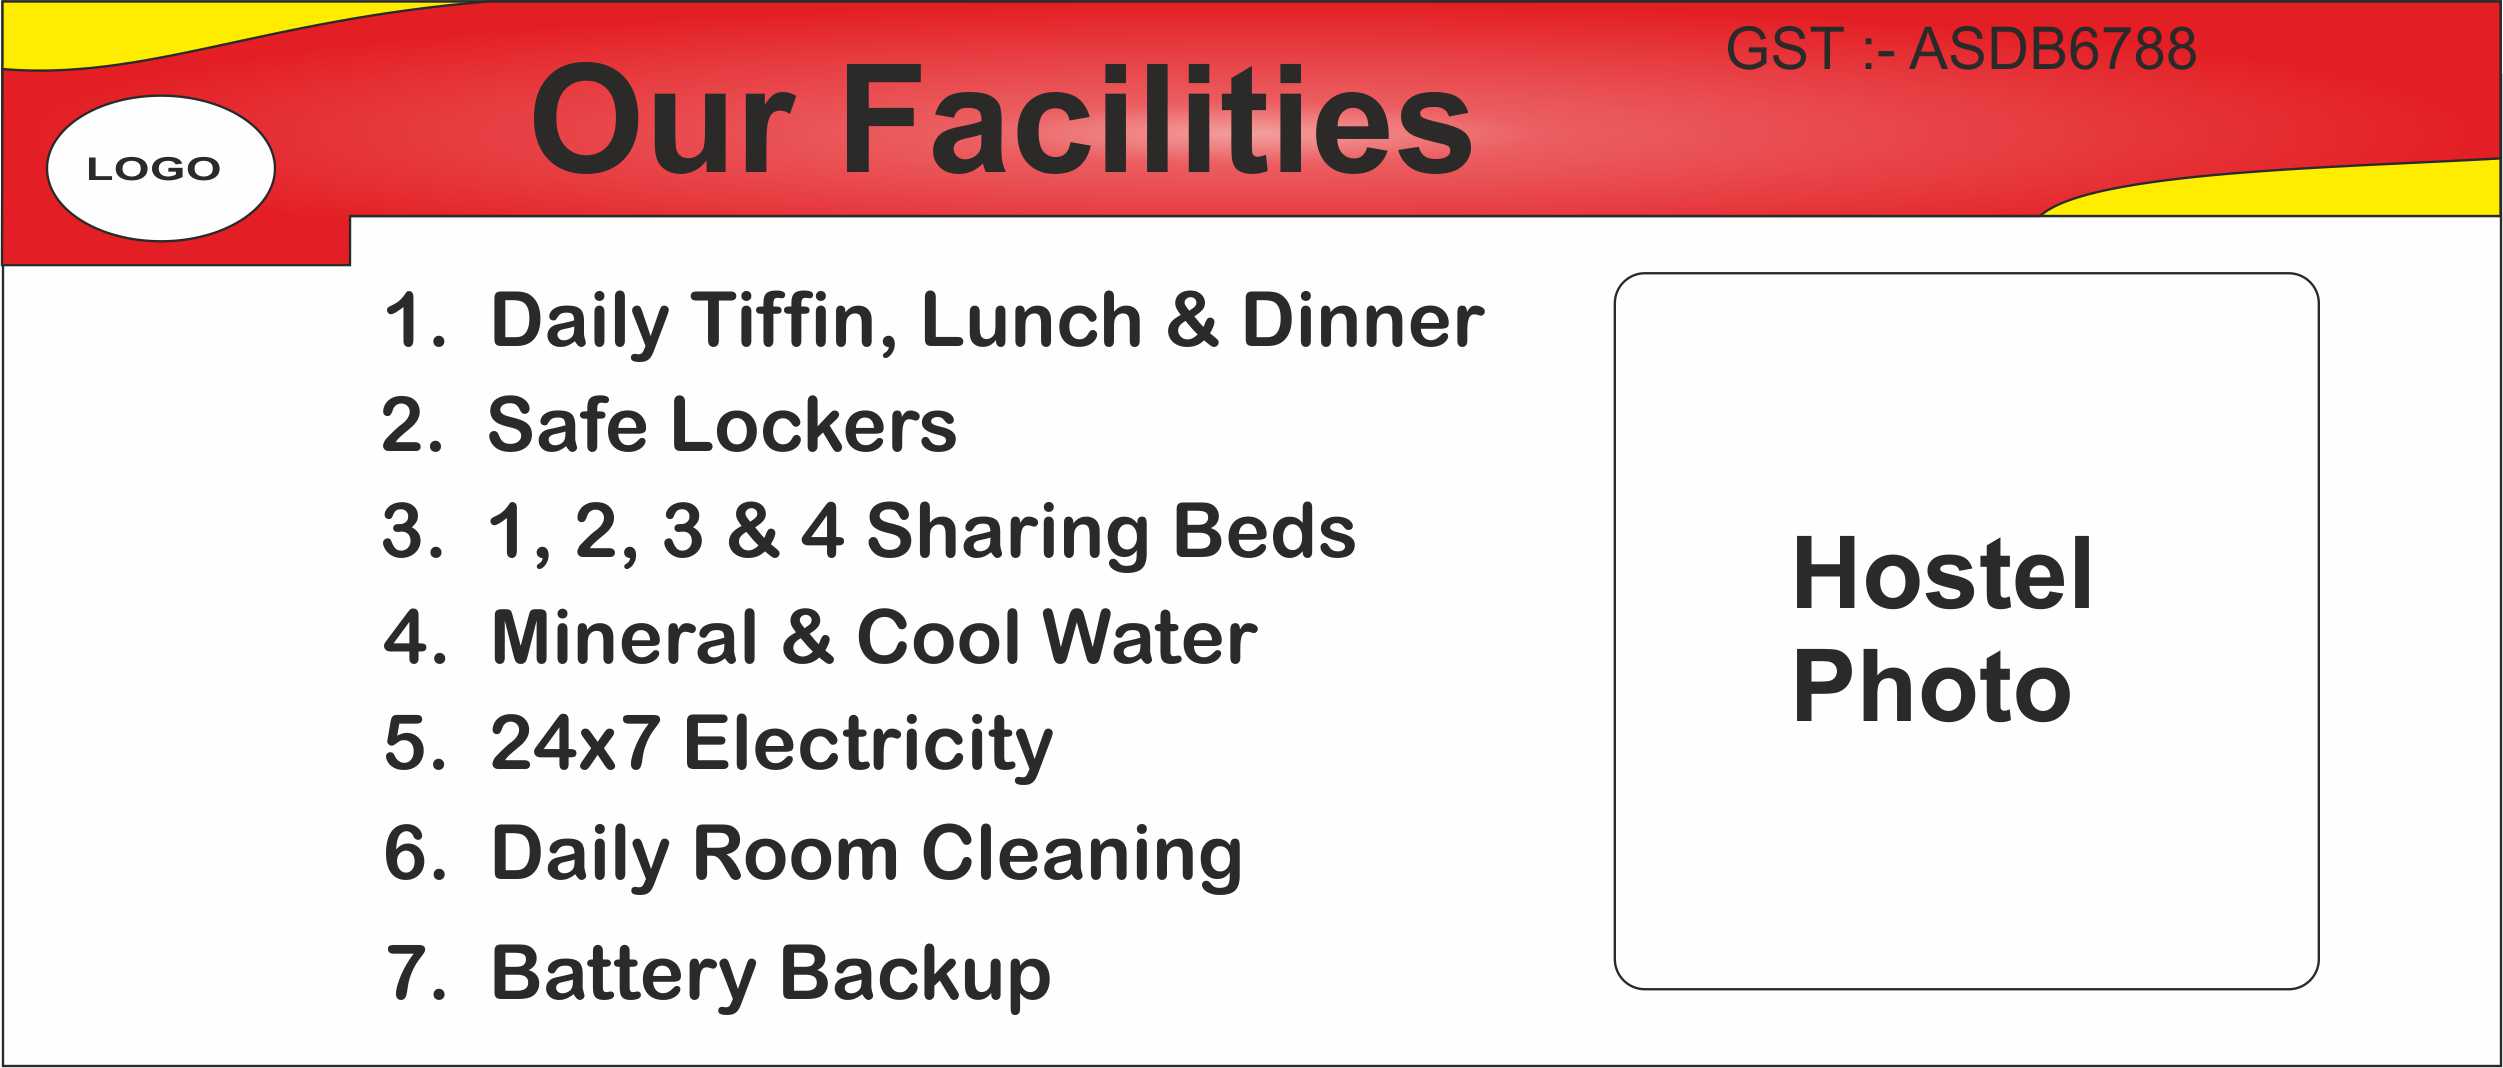 GST :- ASDB6788
Our Facilities
LOGO
1. Daily Tiffin, Lunch & Dinner
2. Safe Lockers
3. 1, 2, 3 & 4 Sharing Beds
4. Mineral & Cool Water
5. 24x7 Electricity
6. Daily Room Cleaning
7. Battery Backup
Hostel
Photo